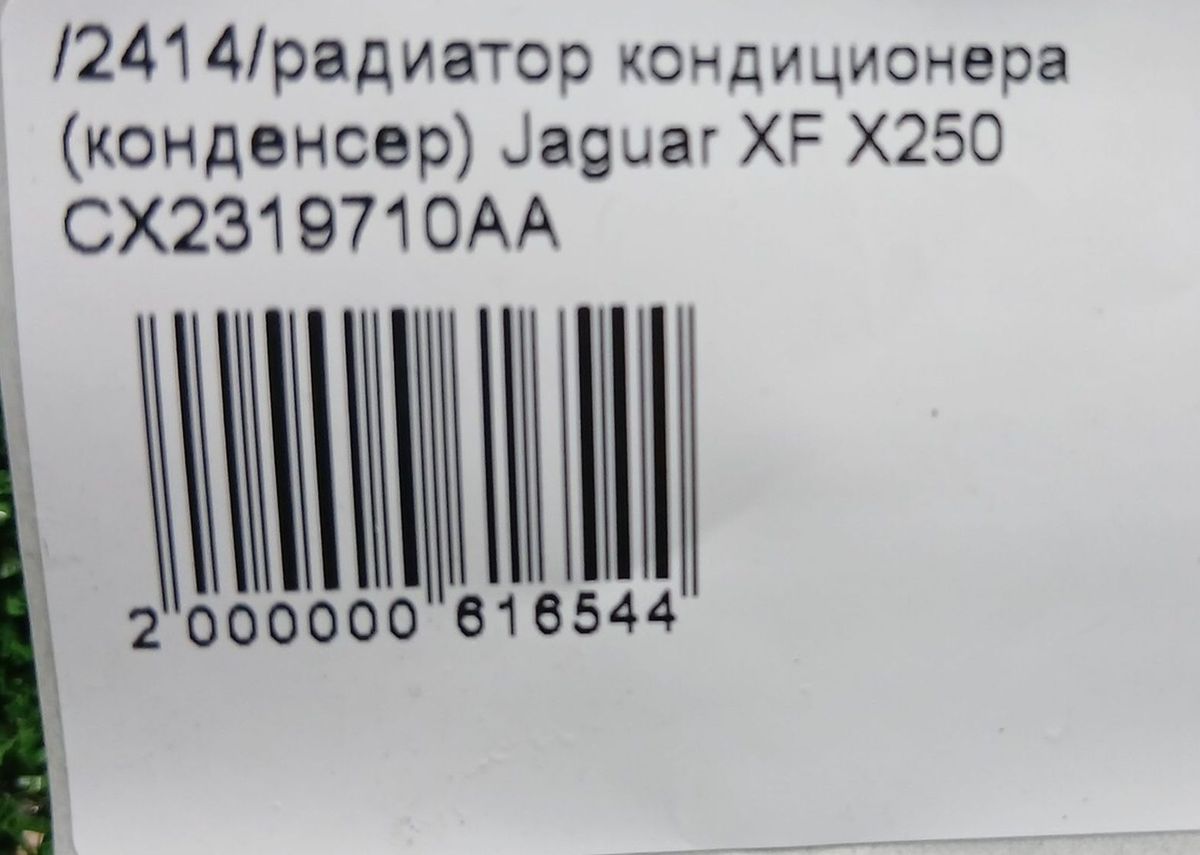 /2414/радиатор кондиционера
(конденсер) Jaguar XF X250
CX2319710AA
2 000000 616544